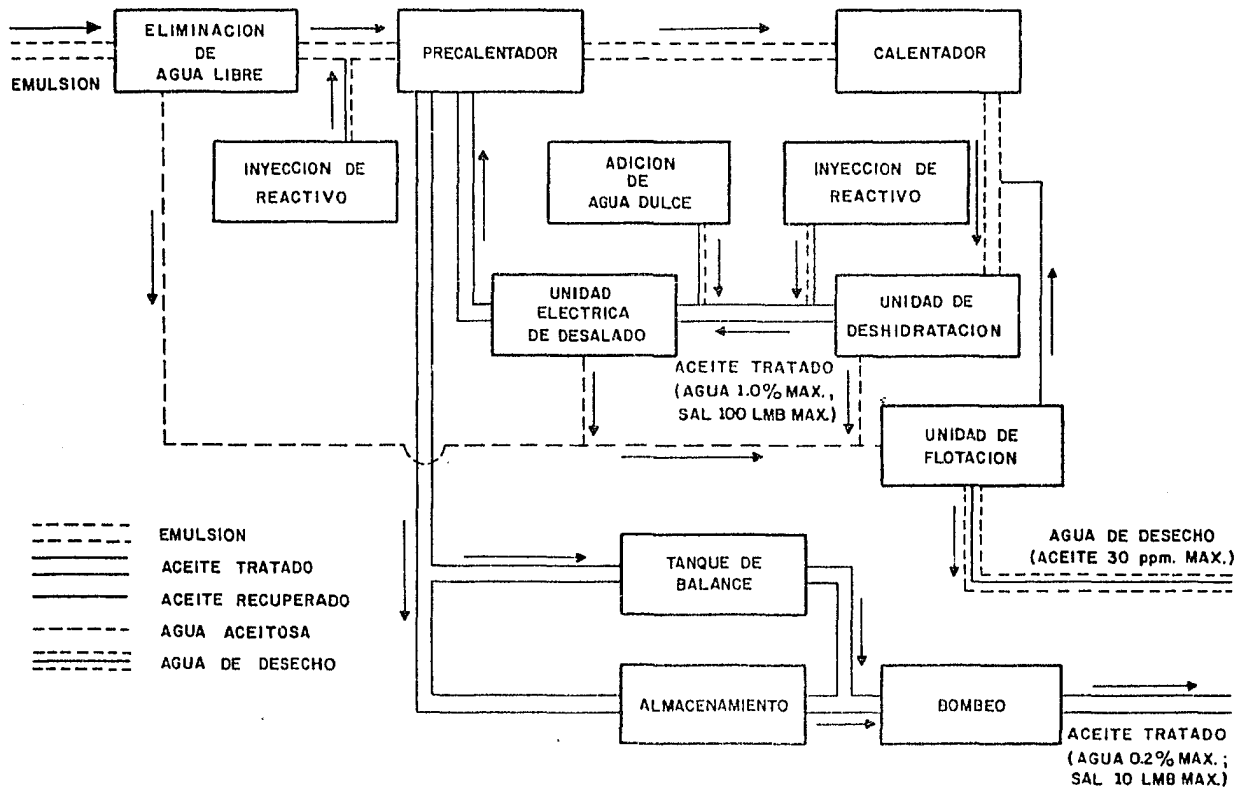 ELIMINACION
DE
AGUA LIBRE
PRECALENTADOR
CALENTADOR
EMULSION
INYECCION DE
REACTIVO
ADICION
DE
AGUA DULCE
INYECCION DE
REACTIVO
UNIDAD
ELECTRICA
DE DESALADO
UNIDAD DE
DESHIDRATACION
ACEITE TRATADO
(AGUA 1.0% MAX.,
SAL 100 LMB MAX.)
UNIDAD DE
FLOTACION
EMULSION
ACEITE TRATADO
ACEITE RECUPERADO
AGUA ACEITOSA
AGUA DE DESECHO
TANQUE DE
BALANCE
AGUA DE DESECHO
(ACEITE 30 ppm. MAX.)
ALMACENAMIENTO
BOMBEO
ACEITE TRATADO
(AGUA 0.2% MAX.;
SAL 10 LMB MAX.)